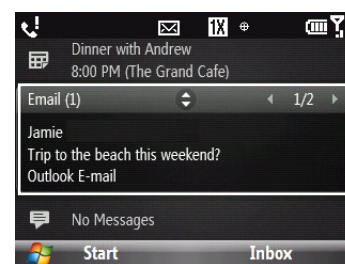 1X
Dinner with Andrew
8:00 PM (The Grand Cafe)
Email (1) 1/2
Jamie
Trip to the beach this weekend?
Outlook E-mail
No Messages
Start Inbox